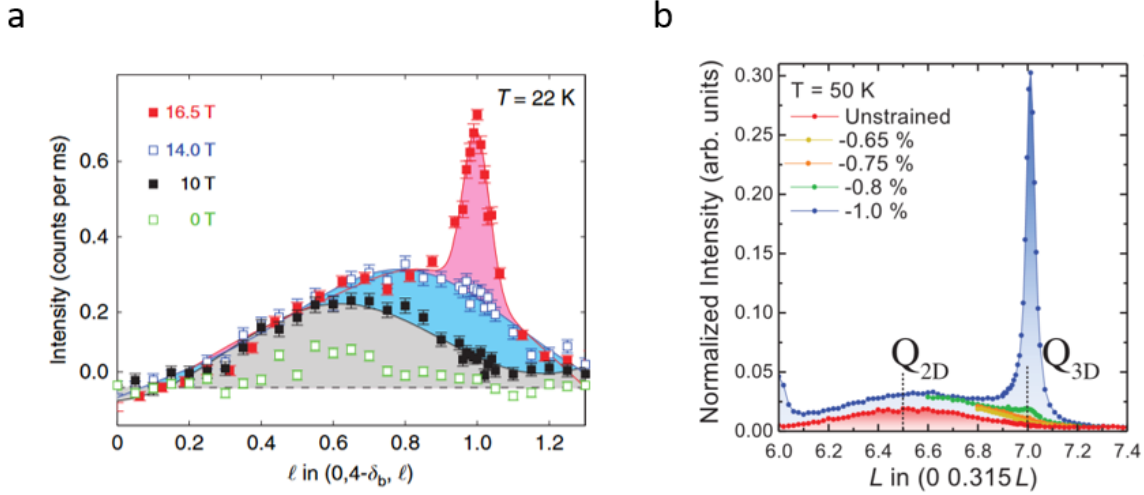 a
b
Intensity (counts per ms)
0.6
0.4
0.2
0.0
16.5 T
14.0 T
10 T
0 T
T = 22 K
0 0.2 0.4 0.6 0.8 1.0 1.2
ℓ in (0,4-δb, ℓ)
Normalized Intensity (arb. units)
0.30
0.25
0.20
0.15
0.10
0.05
0.00
T = 50 K
Unstrained
-0.65 %
-0.75 %
-0.8 %
-1.0 %
Q2D
Q3D
6.0 6.2 6.4 6.6 6.8 7.0 7.2 7.4
L in (0 0.315 L)